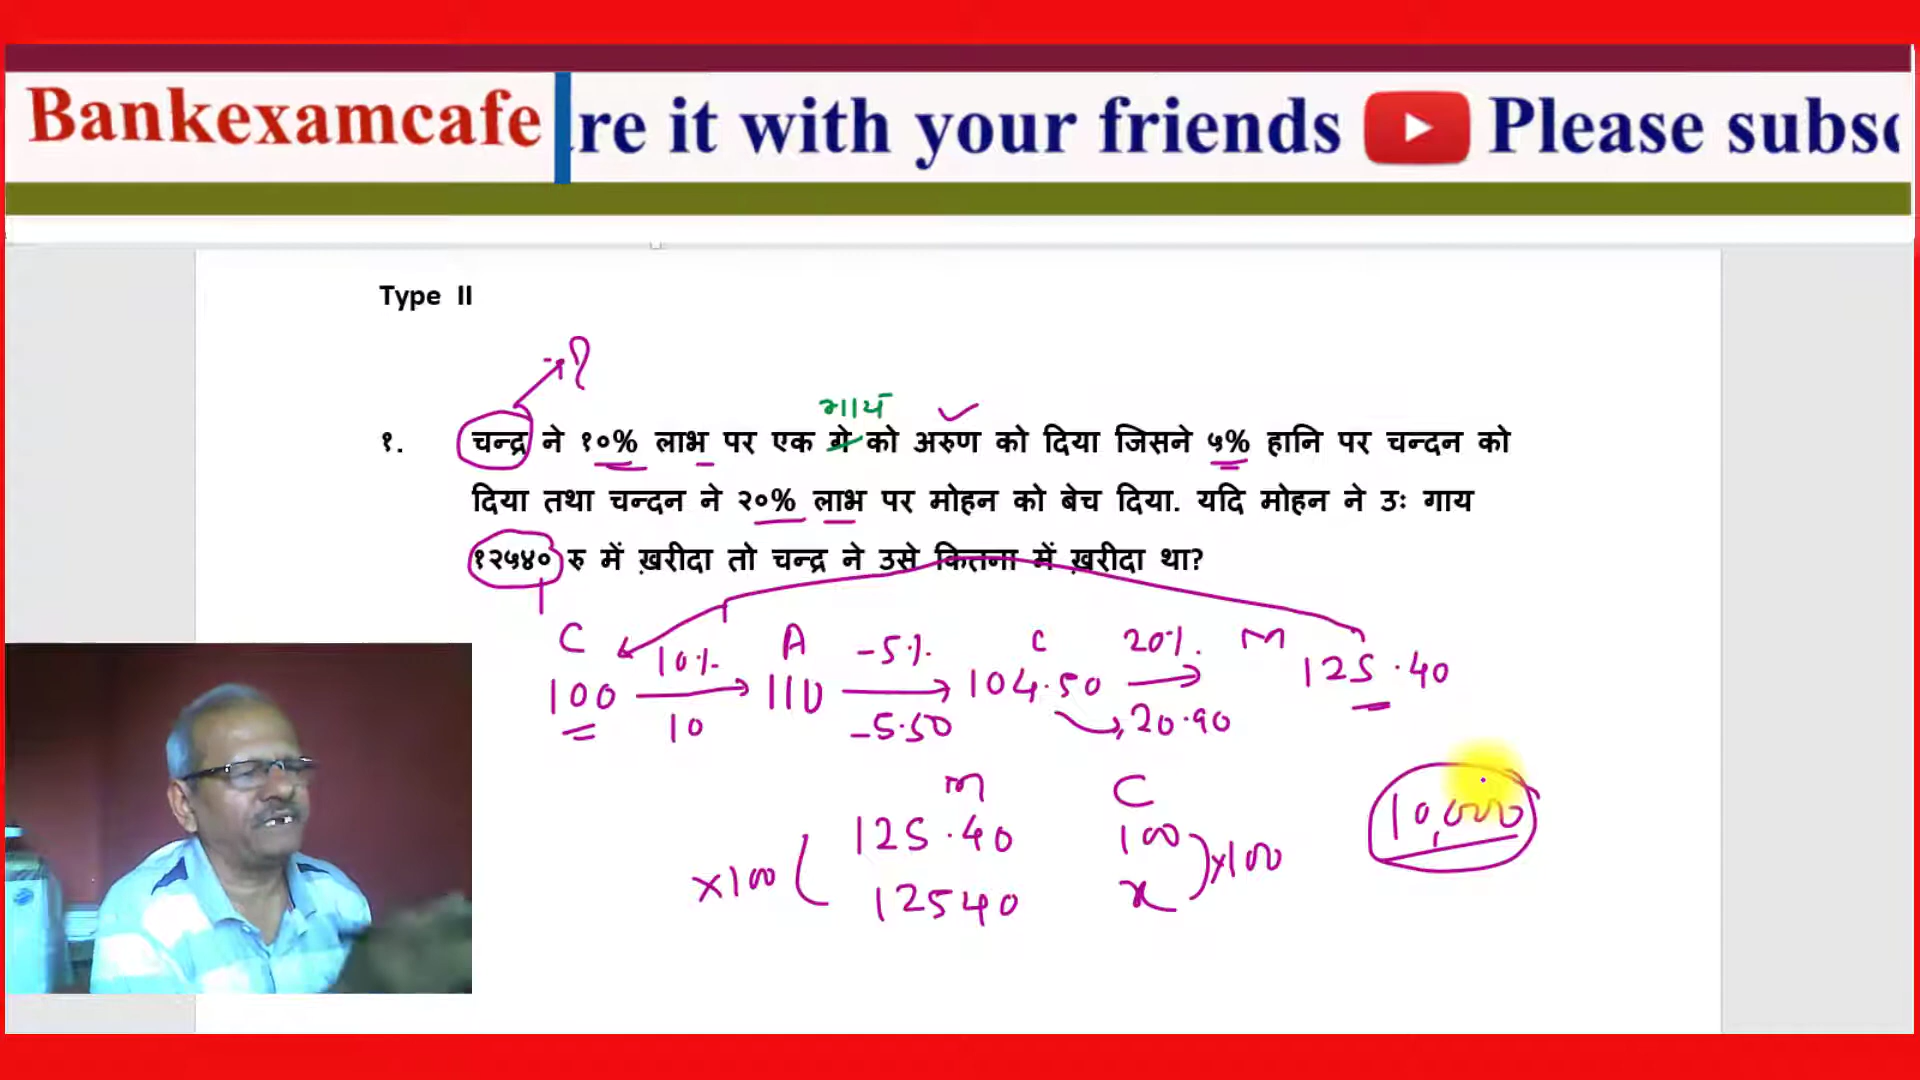 Bankexamcafe re it with your friends Please subsc
Type II
?
गाय
१. चन्द्र ने १०% लाभ पर एक गे को अरुण को दिया जिसने ५% हानि पर चन्दन को
दिया तथा चन्दन ने २०% लाभ पर मोहन को बेच दिया. यदि मोहन ने उः गाय
१२५४० रु में ख़रीदा तो चन्द्र ने उसे कितना में ख़रीदा था?
C 10% A -5% C 20% M
100 110 104.50 125.40
10 -5.50 20.90
M C
125.40 100 10,000
×100 ×100
12540 x